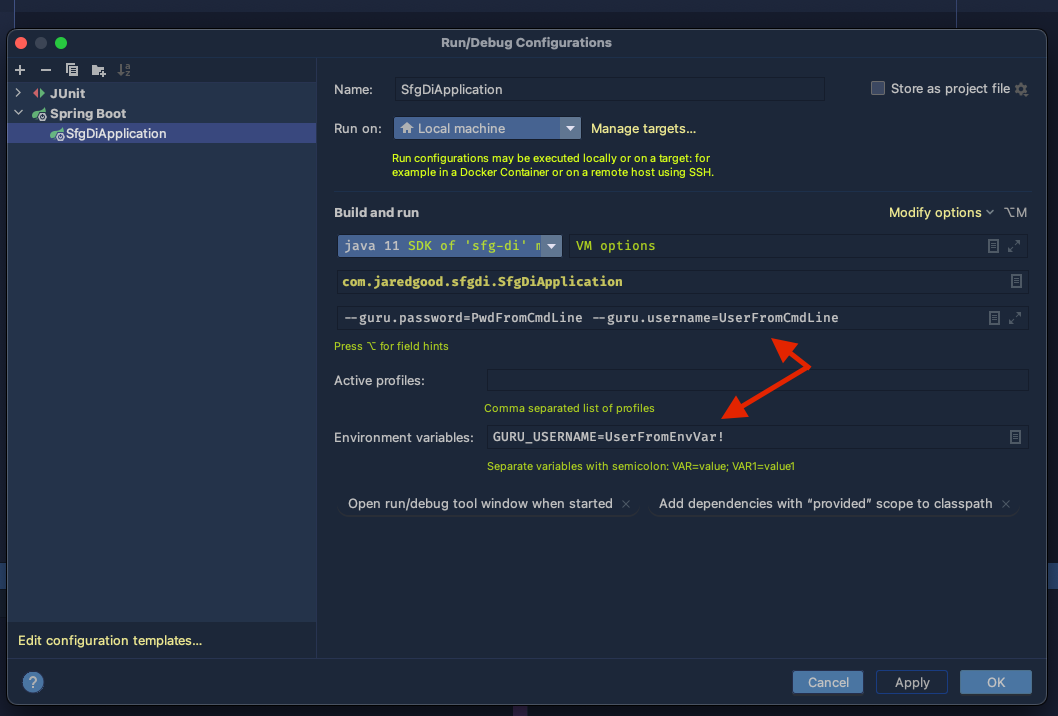 Run/Debug Configurations
JUnit
Spring Boot
SfgDiApplication
Edit configuration templates...
Name: SfgDiApplication
Store as project file
Run on: Local machine Manage targets...
Run configurations may be executed locally or on a target: for
example in a Docker Container or on a remote host using SSH.
Build and run
Modify options ⌥M
java 11 SDK of 'sfg-di' m VM options
com.jaredgood.sfgdi.SfgDiApplication
--guru.password=PwdFromCmdLine --guru.username=UserFromCmdLine
Press ⌥ for field hints
Active profiles:
Comma separated list of profiles
Environment variables: GURU_USERNAME=UserFromEnvVar!
Separate variables with semicolon: VAR=value; VAR1=value1
Open run/debug tool window when started × Add dependencies with “provided” scope to classpath ×
? Cancel Apply OK